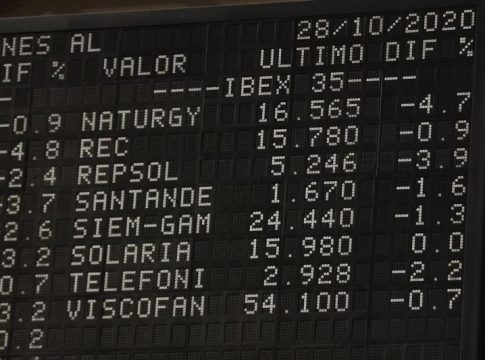 NES AL 28/10/2020
IF % VALOR ULTIMO DIF %
- ----IBEX 35----
-0.9 NATURGY 16.565 -4.7
-4.8 REC 15.780 -0.9
-2.4 REPSOL 5.246 -3.9
-3.7 SANTANDE 1.670 -1.6
2.6 SIEM-GAM 24.440 -1.3
3.2 SOLARIA 15.980 0.0
0.7 TELEFONI 2.928 -2.2
3.2 VISCOFAN 54.100 -0.7
0.2